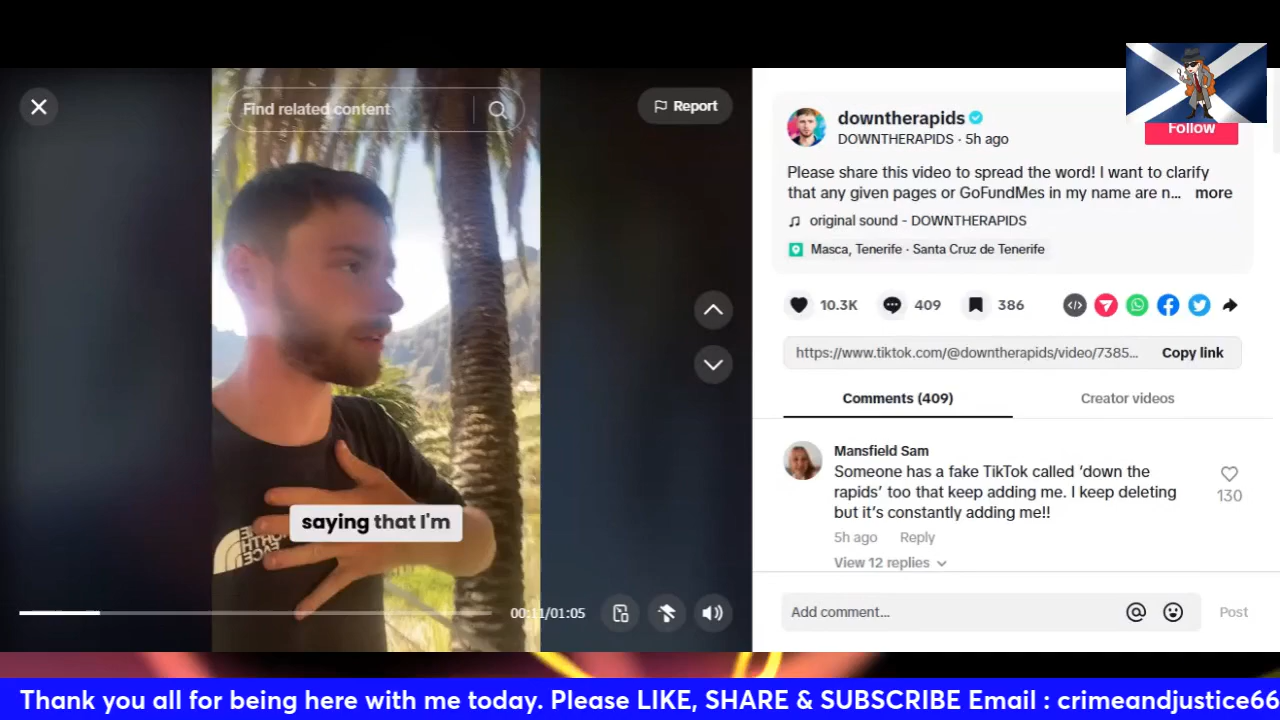 Find related content
Report
saying that I'm
THE
NORTH
FACE
00:11/01:05
downtherapids
DOWNTHERAPIDS · 5h ago
Follow
Please share this video to spread the word! I want to clarify
that any given pages or GoFundMes in my name are n... more
original sound - DOWNTHERAPIDS
Masca, Tenerife · Santa Cruz de Tenerife
10.3K
409
386
https://www.tiktok.com/@downtherapids/video/7385...
Copy link
Comments (409)
Creator videos
Mansfield Sam
Someone has a fake TikTok called ‘down the
rapids’ too that keep adding me. I keep deleting
but it’s constantly adding me!!
130
5h ago Reply
View 12 replies
Add comment...
Post
Thank you all for being here with me today. Please LIKE, SHARE & SUBSCRIBE Email : crimeandjustice66